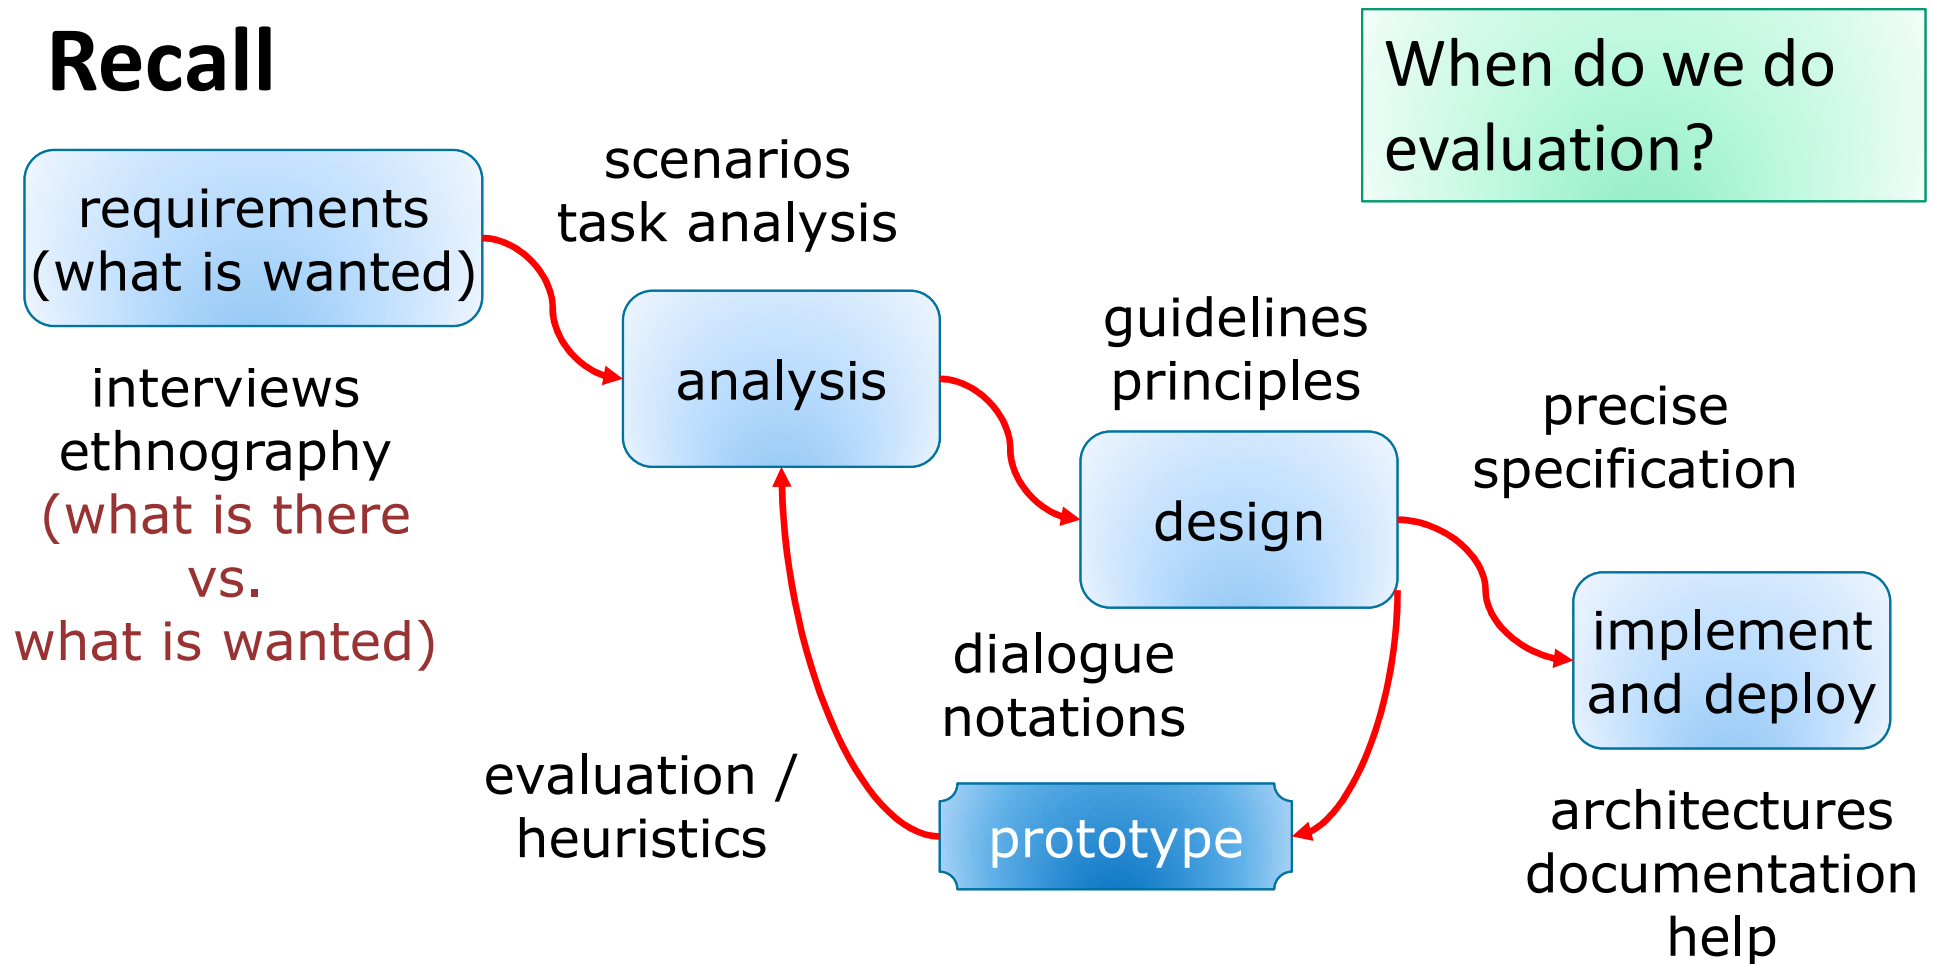 Recall
When do we do
evaluation?
requirements
(what is wanted)
interviews
ethnography
(what is there
vs.
what is wanted)
scenarios
task analysis
analysis
guidelines
principles
design
precise
specification
implement
and deploy
architectures
documentation
help
dialogue
notations
prototype
evaluation /
heuristics